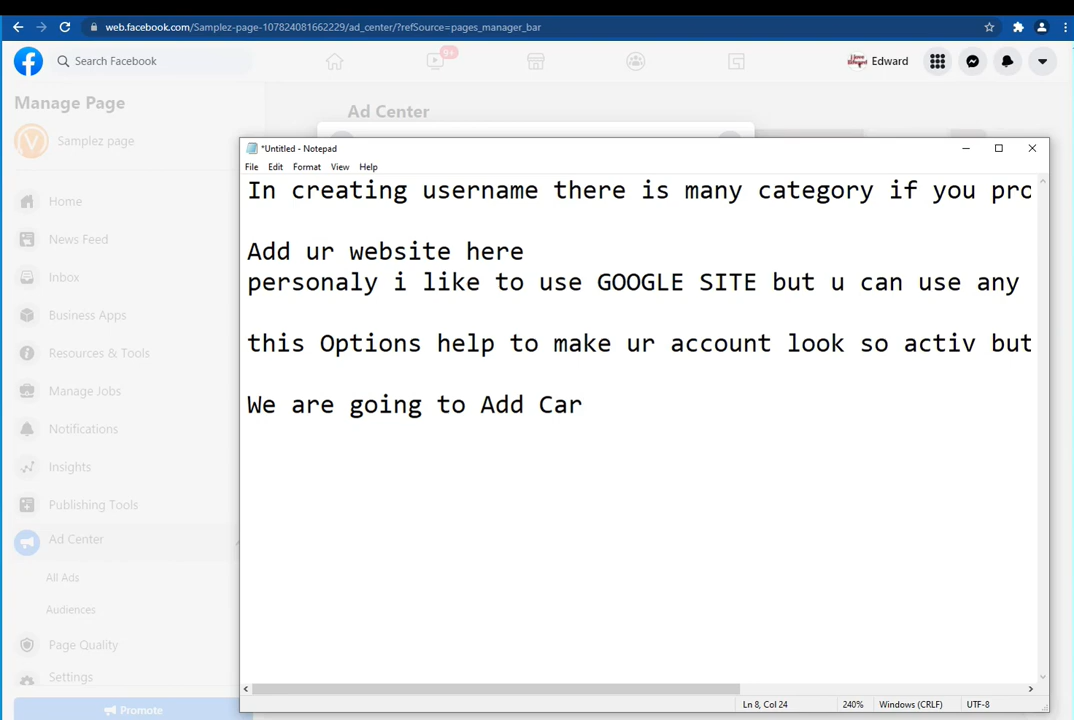 web.facebook.com/Samplez-page-107824081662229/ad_center/?refSource=pages_manager_bar
Search Facebook
9+
Edward
Manage Page
Ad Center
Samplez page
*Untitled - Notepad
File Edit Format View Help
In creating username there is many category if you pro
Home
News Feed
Add ur website here
Inbox
personaly i like to use GOOGLE SITE but u can use any
Business Apps
Resources & Tools
this Options help to make ur account look so activ but
Manage Jobs
We are going to Add Car
Notifications
Insights
Publishing Tools
Ad Center
All Ads
Audiences
Page Quality
Settings
Promote
Ln 8, Col 24 240% Windows (CRLF) UTF-8